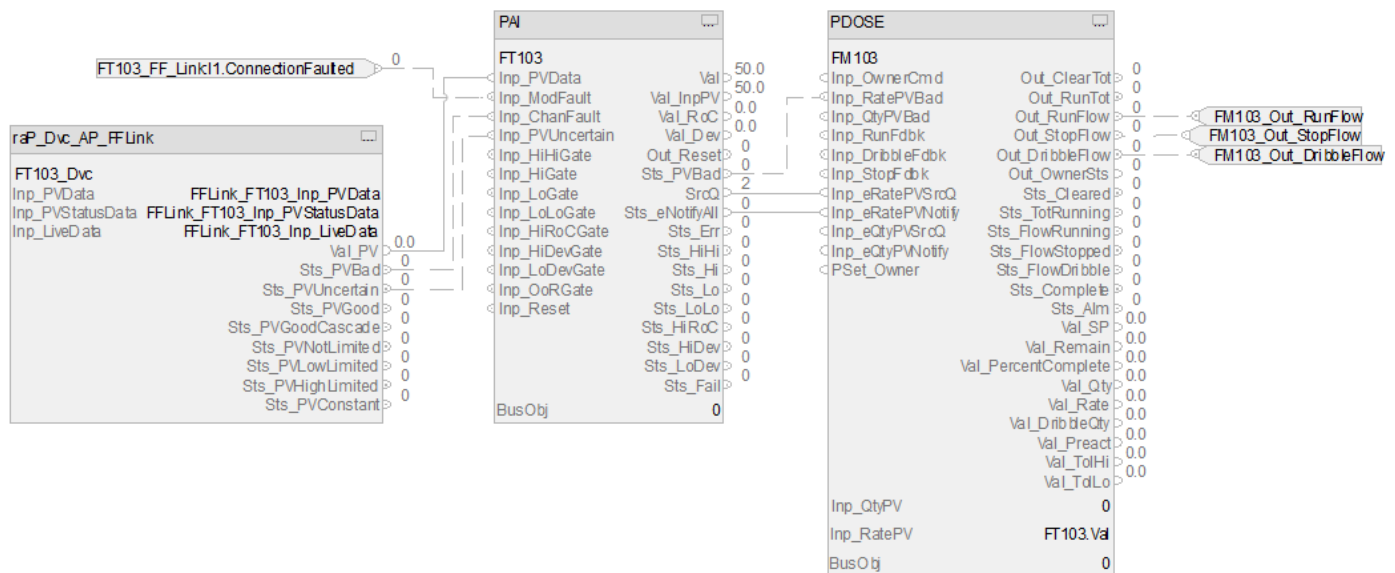 FT103_FF_Link:I1.ConnectionFaulted
0
raP_Dvc_AP_FFLink
FT103_Dvc
Inp_PVData FFLink_FT103_Inp_PVData
Inp_PVStatusData FFLink_FT103_Inp_PVStatusData
Inp_LiveData FFLink_FT103_Inp_LiveData
Val_PV 0.0
Sts_PVBad 0
Sts_PVUncertain 0
Sts_PVGood 0
Sts_PVGoodCascade 0
Sts_PVNotLimited 0
Sts_PVLowLimited 0
Sts_PVHighLimited 0
Sts_PVConstant 0
PAI
FT103
Inp_PVData Val 50.0
Inp_ModFault Val_InpPV 50.0
Inp_ChanFault Val_RoC 0.0
Inp_PVUncertain Val_Dev 0.0
Inp_HiHiGate Out_Reset 0
Inp_HiGate Sts_PVBad 0
Inp_LoGate SrcQ 2
Inp_LoLoGate Sts_eNotifyAll 0
Inp_HiRoCGate Sts_Err 0
Inp_HiDevGate Sts_HiHi 0
Inp_LoDevGate Sts_Hi 0
Inp_OoRGate Sts_Lo 0
Inp_Reset Sts_LoLo 0
Sts_HiRoC 0
Sts_HiDev 0
Sts_LoDev 0
Sts_Fail 0
BusObj 0
PDOSE
FM103
Inp_OwnerCmd Out_ClearTot 0
Inp_RatePVBad Out_RunTot 0
Inp_QtyPVBad Out_RunFlow 0
Inp_RunFdbk Out_StopFlow 0
Inp_DribbleFdbk Out_DribbleFlow 0
Inp_StopFdbk Out_OwnerSts 0
Inp_eRatePVSrcQ Sts_Cleared 0
Inp_eRatePVNotify Sts_TotRunning 0
Inp_eQtyPVSrcQ Sts_FlowRunning 0
Inp_eQtyPVNotify Sts_FlowStopped 0
PSet_Owner Sts_FlowDribble 0
Sts_Complete 0
Sts_Alm 0
Val_SP 0.0
Val_Remain 0.0
Val_PercentComplete 0.0
Val_Qty 0.0
Val_Rate 0.0
Val_DribbleQty 0.0
Val_Preact 0.0
Val_TolHi 0.0
Val_TolLo 0.0
Inp_QtyPV 0
Inp_RatePV FT103.Val
BusObj 0
FM103_Out_RunFlow
FM103_Out_StopFlow
FM103_Out_DribbleFlow